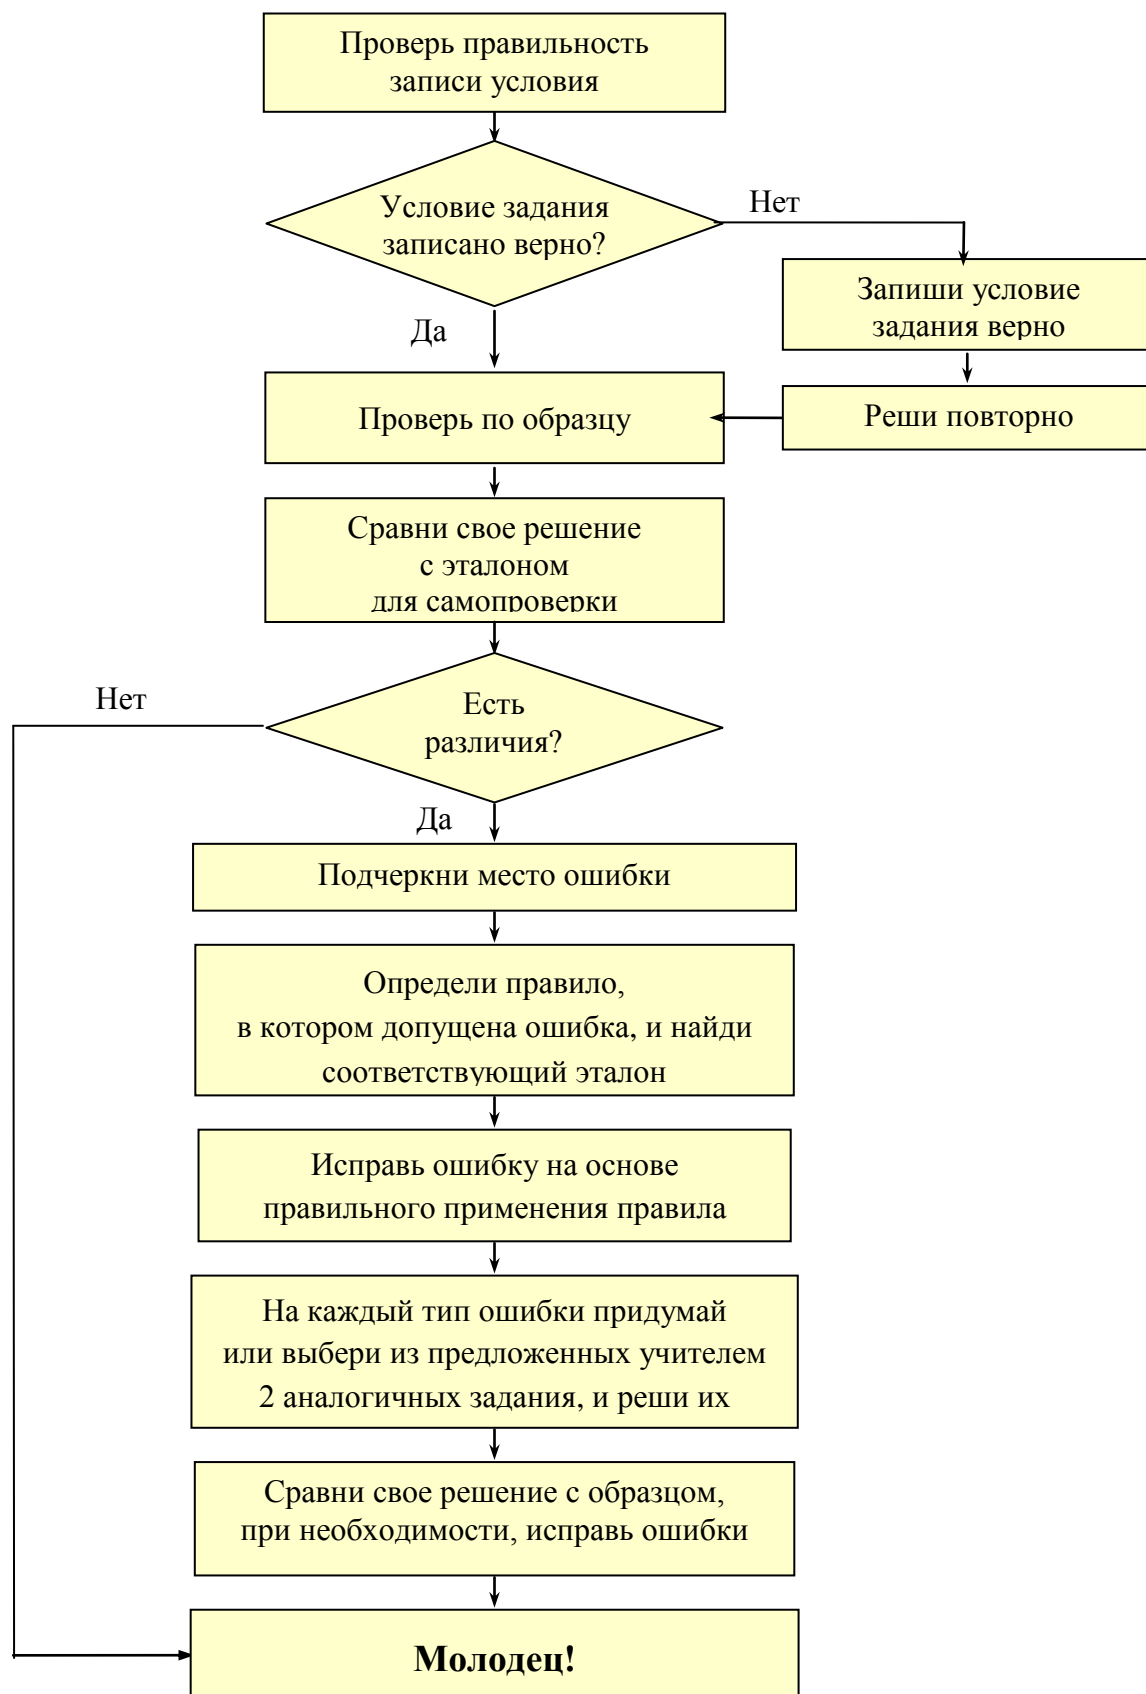 Проверь правильность
записи условия
Условие задания
записано верно?
Нет
Запиши условие
задания верно
Да
Проверь по образцу
Реши повторно
Сравни свое решение
с эталоном
для самопроверки
Нет
Есть
различия?
Да
Подчеркни место ошибки
Определи правило,
в котором допущена ошибка, и найди
соответствующий эталон
Исправь ошибку на основе
правильного применения правила
На каждый тип ошибки придумай
или выбери из предложенных учителем
2 аналогичных задания, и реши их
Сравни свое решение с образцом,
при необходимости, исправь ошибки
Молодец!